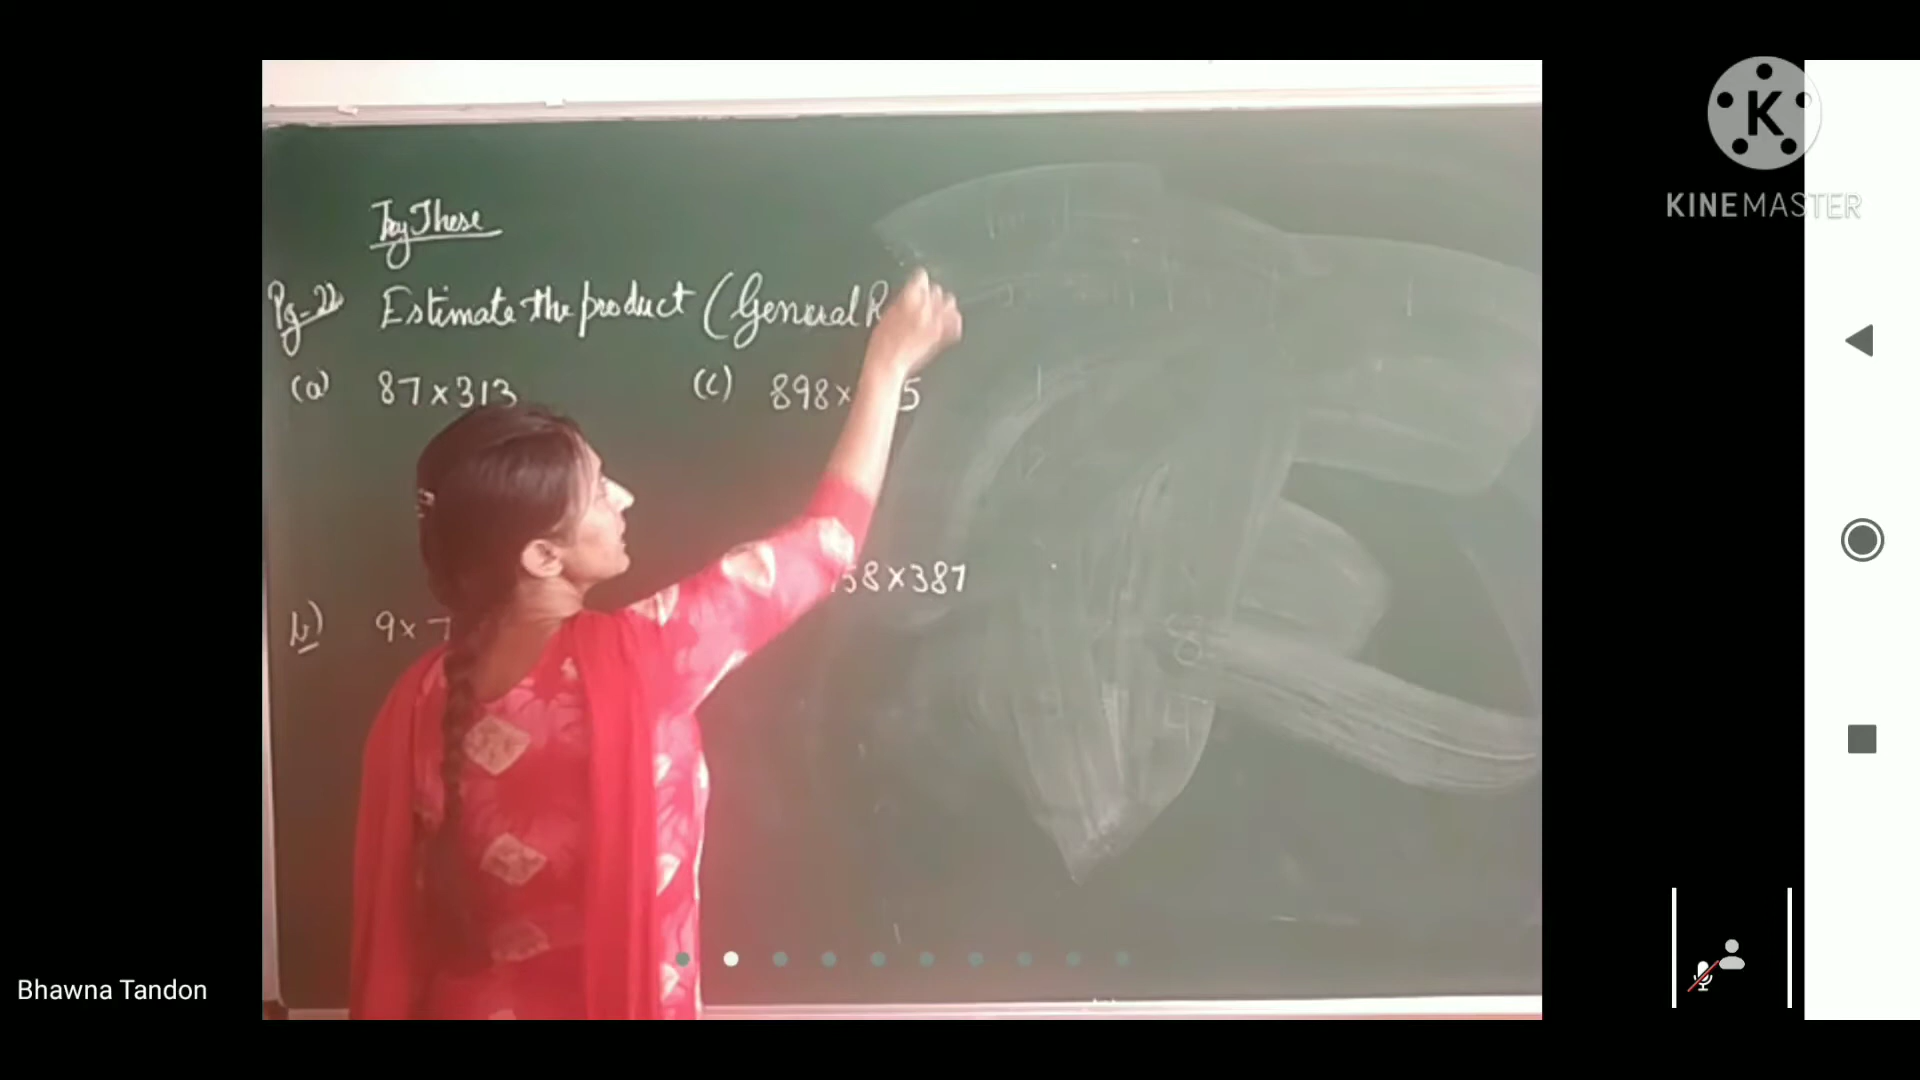 Try These
Pg-22 Estimate the product (General R
(a) 87×313
(c) 898× 5
58×387
b) 9×7
K
KINEMASTER
Bhawna Tandon